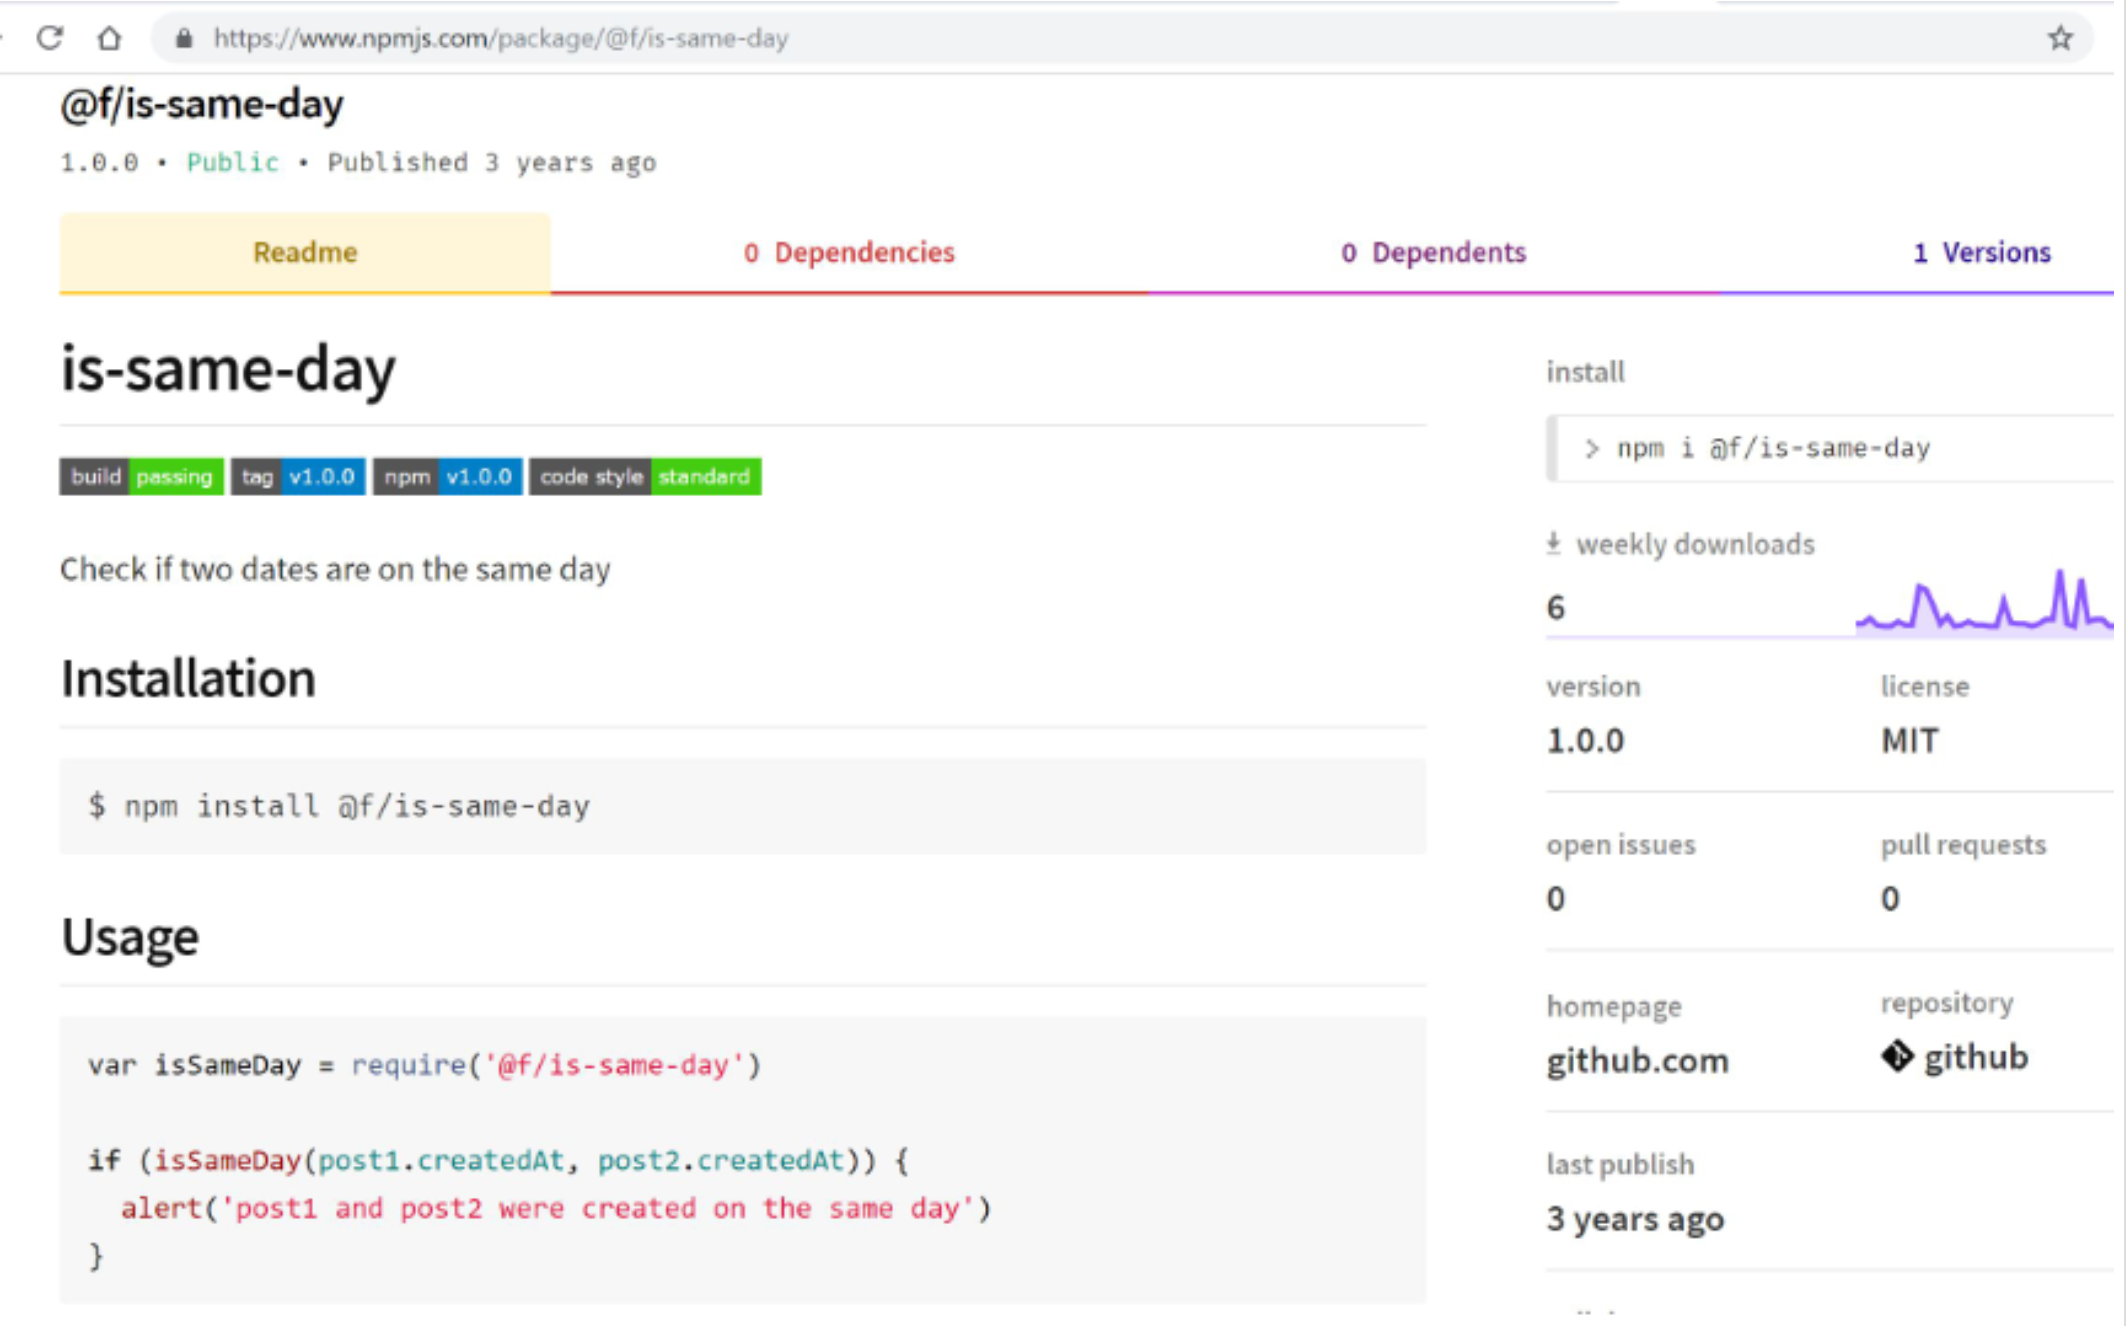 https://www.npmjs.com/package/@f/is-same-day
@f/is-same-day
1.0.0 • Public • Published 3 years ago
Readme
0 Dependencies
0 Dependents
1 Versions
is-same-day
build passing tag v1.0.0 npm v1.0.0 code style standard
Check if two dates are on the same day
Installation
$ npm install @f/is-same-day
Usage
var isSameDay = require('@f/is-same-day')
if (isSameDay(post1.createdAt, post2.createdAt)) {
alert('post1 and post2 were created on the same day')
}
install
> npm i @f/is-same-day
weekly downloads
6
version
1.0.0
license
MIT
open issues
0
pull requests
0
homepage
github.com
repository
github
last publish
3 years ago